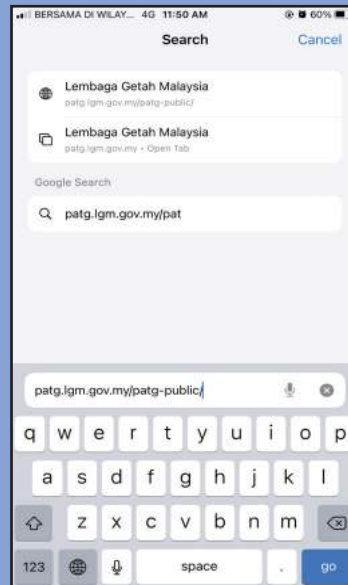 BERSAMA DI WILAY... 4G 11:50 AM 60%
Search Cancel
Lembaga Getah Malaysia
patg.lgm.gov.my/patg-public/
Lembaga Getah Malaysia
patg.lgm.gov.my • Open Tab
Google Search
patg.lgm.gov.my/pat
patg.lgm.gov.my/patg-public/
q w e r t y u i o p
a s d f g h j k l
z x c v b n m
123 space . go